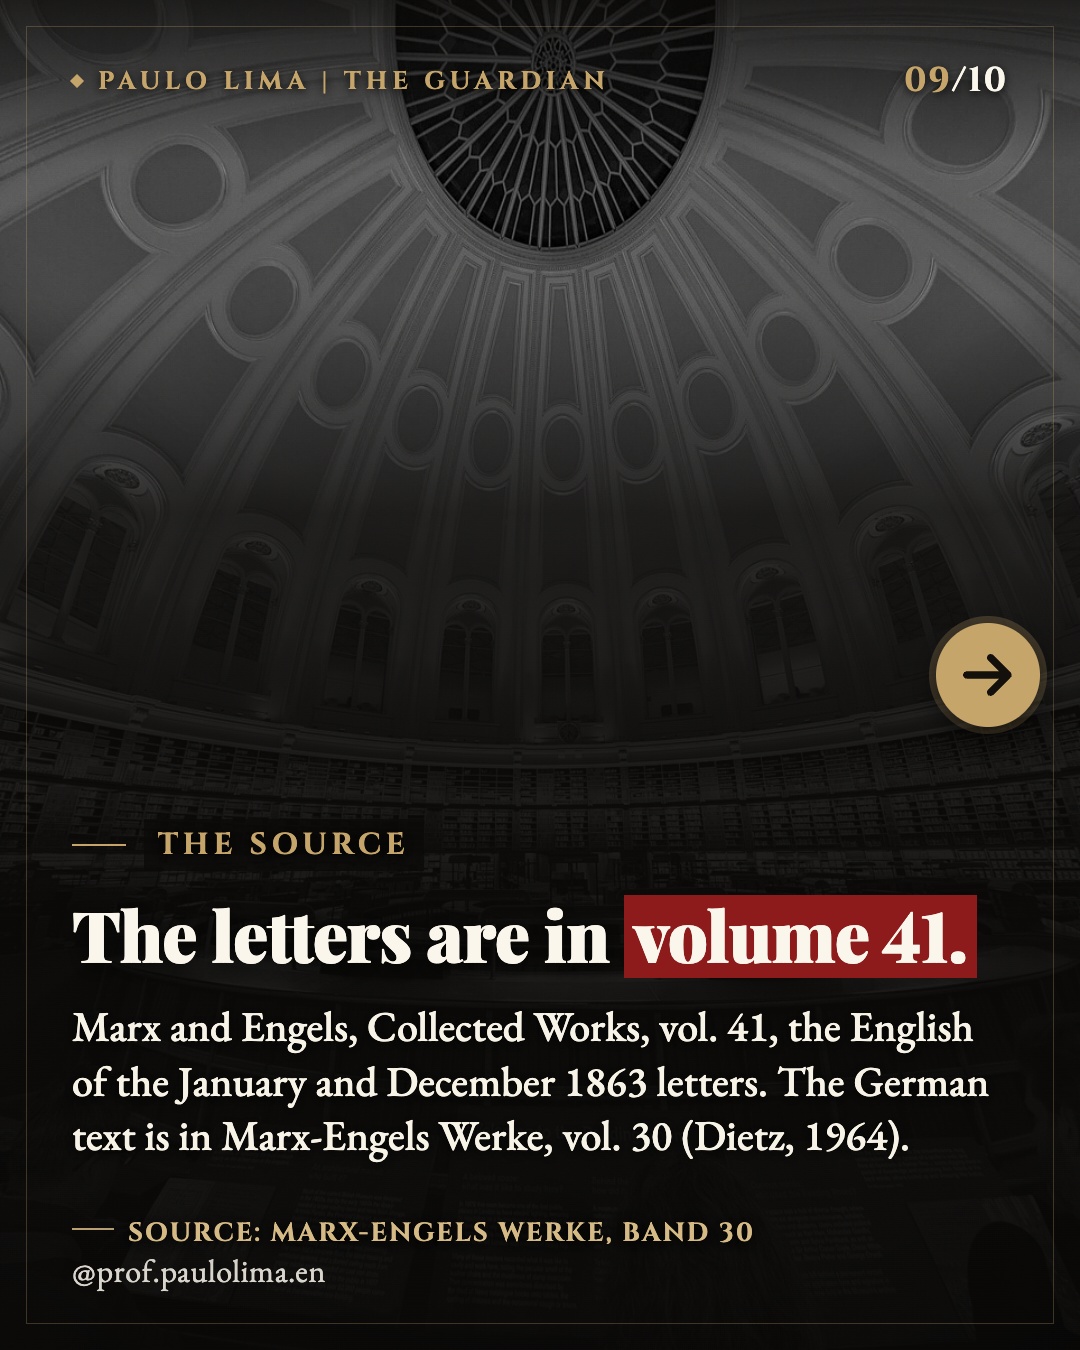 ◆ PAULO LIMA | THE GUARDIAN
09/10
THE SOURCE
The letters are in volume 41.
Marx and Engels, Collected Works, vol. 41, the English
of the January and December 1863 letters. The German
text is in Marx-Engels Werke, vol. 30 (Dietz, 1964).
SOURCE: MARX-ENGELS WERKE, BAND 30
@prof.paulolima.en